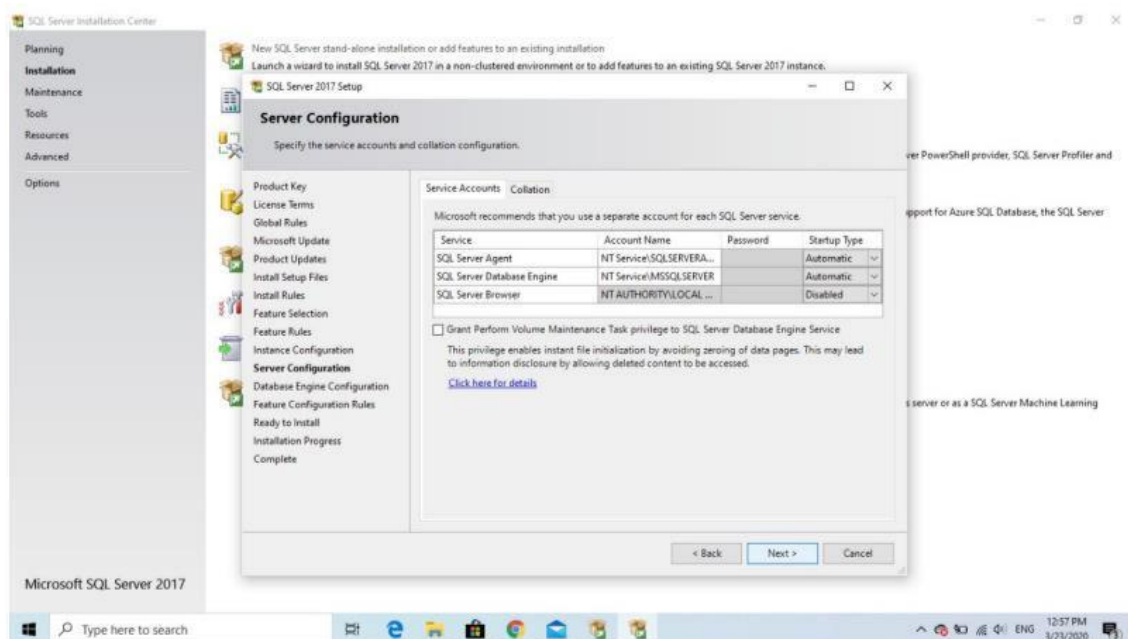 SQL Server Installation Center
Planning
Installation
Maintenance
Tools
Resources
Advanced
Options
Microsoft SQL Server 2017
New SQL Server stand-alone installation or add features to an existing installation
Launch a wizard to install SQL Server 2017 in a non-clustered environment or to add features to an existing SQL Server 2017 instance.
ver PowerShell provider, SQL Server Profiler and
pport for Azure SQL Database, the SQL Server
s server or as a SQL Server Machine Learning
SQL Server 2017 Setup
Server Configuration
Specify the service accounts and collation configuration.
Product Key
License Terms
Global Rules
Microsoft Update
Product Updates
Install Setup Files
Install Rules
Feature Selection
Feature Rules
Instance Configuration
Server Configuration
Database Engine Configuration
Feature Configuration Rules
Ready to Install
Installation Progress
Complete
Service Accounts Collation
Microsoft recommends that you use a separate account for each SQL Server service.
Service Account Name Password Startup Type
SQL Server Agent NT Service\SQLSERVERA... Automatic
SQL Server Database Engine NT Service\MSSQLSERVER Automatic
SQL Server Browser NT AUTHORITY\LOCAL ... Disabled
Grant Perform Volume Maintenance Task privilege to SQL Server Database Engine Service
This privilege enables instant file initialization by avoiding zeroing of data pages. This may lead
to information disclosure by allowing deleted content to be accessed.
Click here for details
< Back Next > Cancel
Type here to search
ENG
12:57 PM
3/23/2020